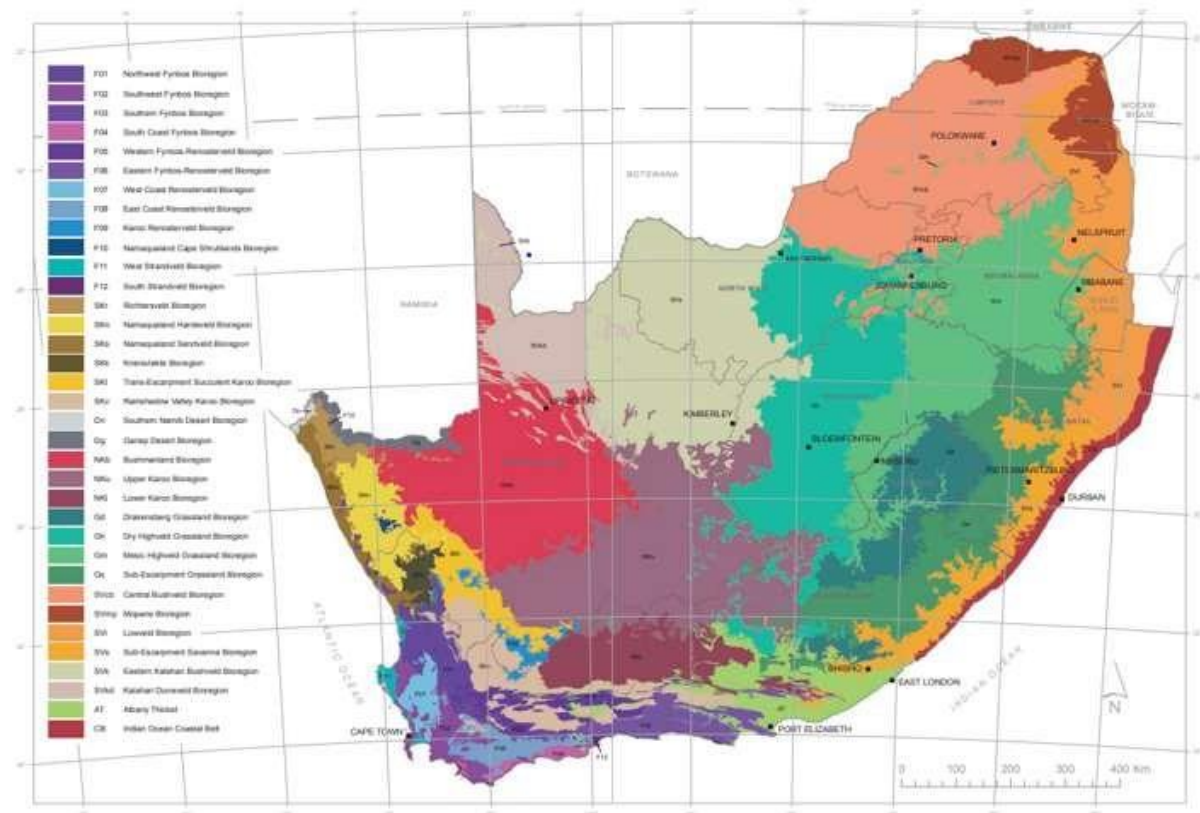 F01 Northwest Fynbos Bioregion
F02 Southwest Fynbos Bioregion
F03 Southern Fynbos Bioregion
F04 South Coast Fynbos Bioregion
F05 Western Fynbos-Renosterveld Bioregion
F06 Eastern Fynbos-Renosterveld Bioregion
F07 West Coast Renosterveld Bioregion
F08 East Coast Renosterveld Bioregion
F09 Karoo Renosterveld Bioregion
F10 Namaqualand Cape Shrublands Bioregion
F11 West Strandveld Bioregion
F12 South Strandveld Bioregion
SKr Richtersveld Bioregion
SKn Namaqualand Hardeveld Bioregion
SKs Namaqualand Sandveld Bioregion
SKk Knersvlakte Bioregion
SKt Trans-Escarpment Succulent Karoo Bioregion
SKv Rainshadow Valley Karoo Bioregion
Dn Southern Namib Desert Bioregion
Dg Gariep Desert Bioregion
NKb Bushmanland Bioregion
NKu Upper Karoo Bioregion
NKl Lower Karoo Bioregion
Gd Drakensberg Grassland Bioregion
Gh Dry Highveld Grassland Bioregion
Gm Mesic Highveld Grassland Bioregion
Gs Sub-Escarpment Grassland Bioregion
SVcb Central Bushveld Bioregion
SVmp Mopane Bioregion
SVl Lowveld Bioregion
SVs Sub-Escarpment Savanna Bioregion
SVk Eastern Kalahari Bushveld Bioregion
SVkd Kalahari Duneveld Bioregion
AT Albany Thicket
CB Indian Ocean Coastal Belt
ZIMBABWE
LIMPOPO
MOZAM-
BIQUE
POLOKWANE
BOTSWANA
NELSPRUIT
PRETORIA
MAFIKENG
JOHANNESBURG
MBABANE
NORTH WEST
NAMIBIA
UPINGTON
KIMBERLEY
BLOEMFONTEIN
MASERU
PIETERMARITZBURG
DURBAN
ATLANTIC OCEAN
INDIAN OCEAN
BHISHO
EAST LONDON
PORT ELIZABETH
CAPE TOWN
F12
N
0 100 200 300 400 Km